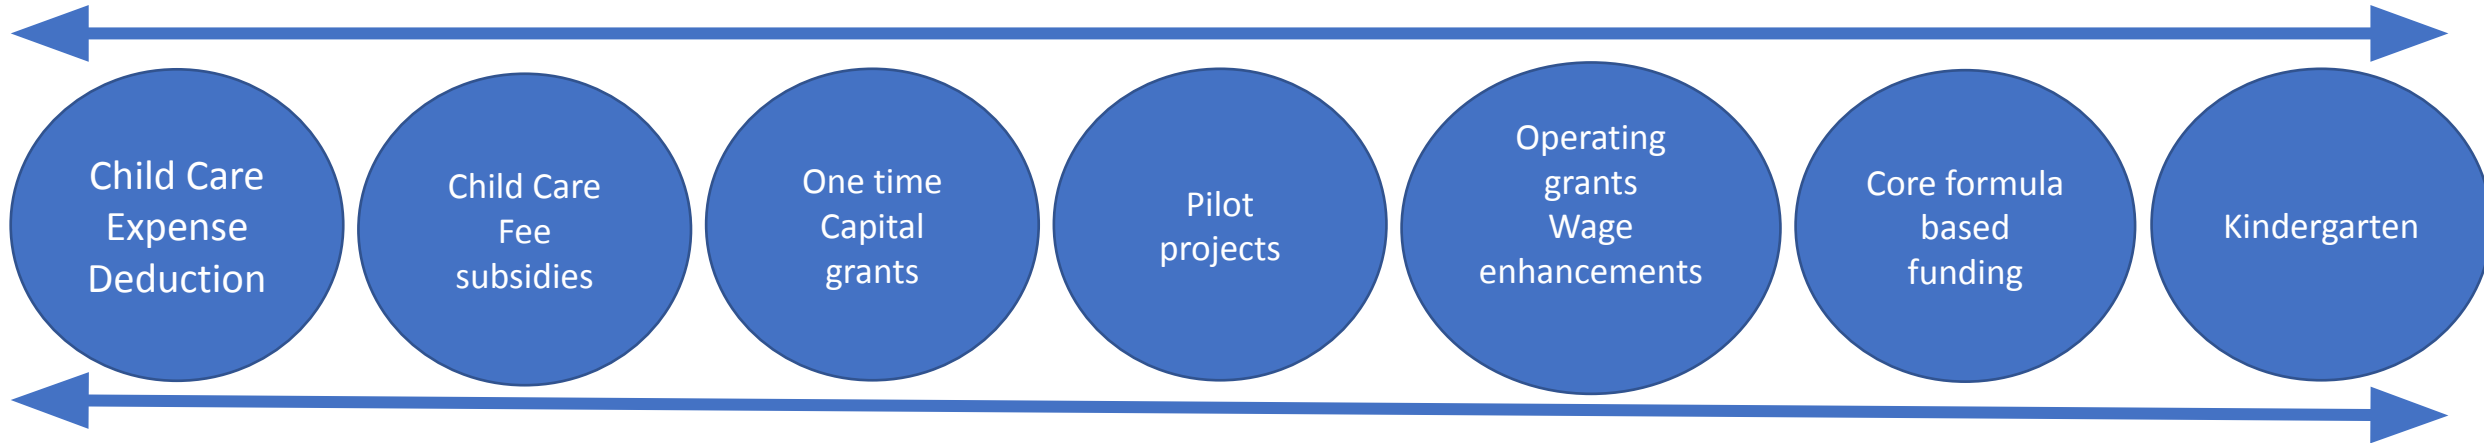 Child Care
Expense
Deduction
Child Care
Fee
subsidies
One time
Capital
grants
Pilot
projects
Operating
grants
Wage
enhancements
Core formula
based
funding
Kindergarten